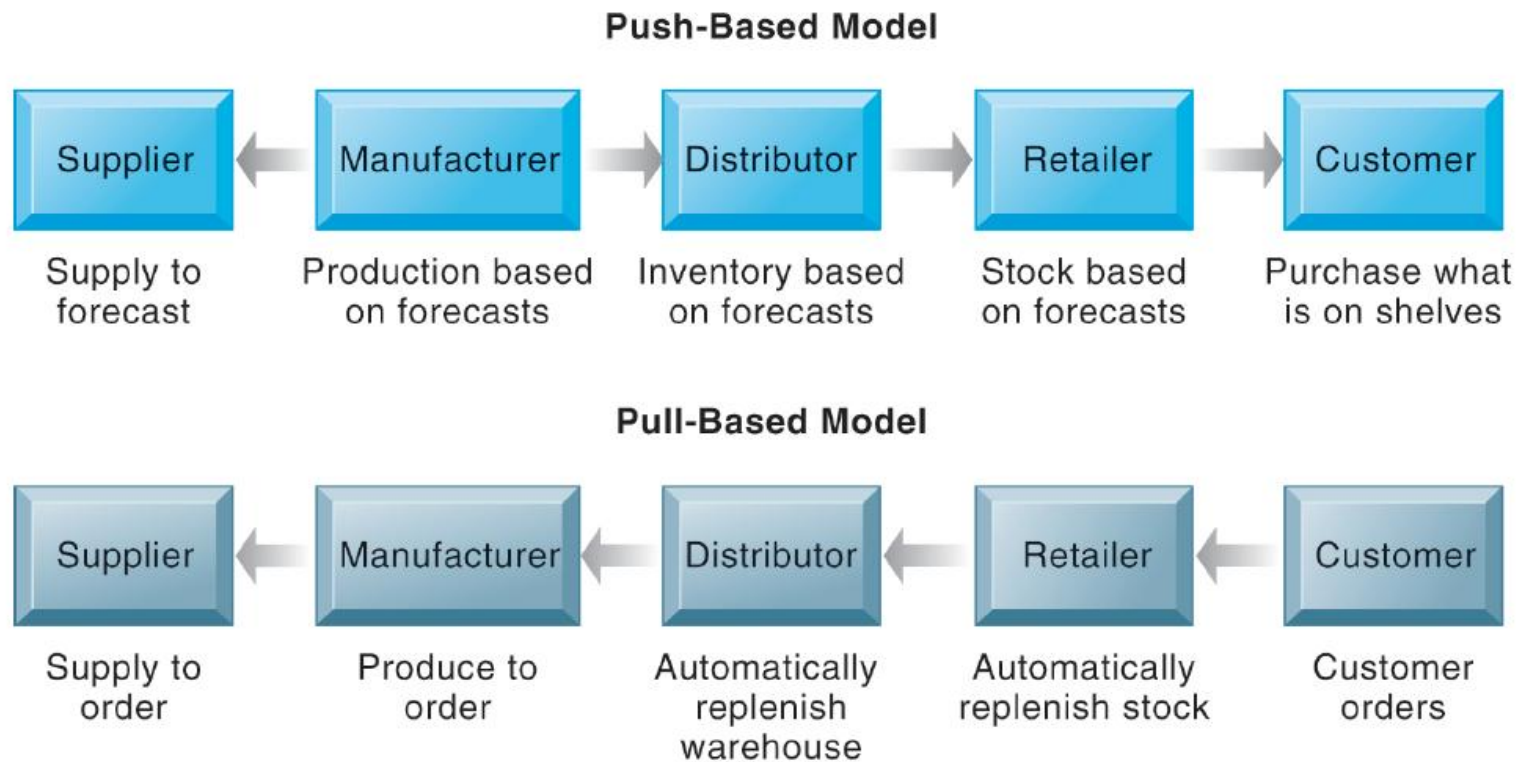 Push-Based Model
Supplier
Manufacturer
Distributor
Retailer
Customer
Supply to
forecast
Production based
on forecasts
Inventory based
on forecasts
Stock based
on forecasts
Purchase what
is on shelves
Pull-Based Model
Supplier
Manufacturer
Distributor
Retailer
Customer
Supply to
order
Produce to
order
Automatically
replenish
warehouse
Automatically
replenish stock
Customer
orders